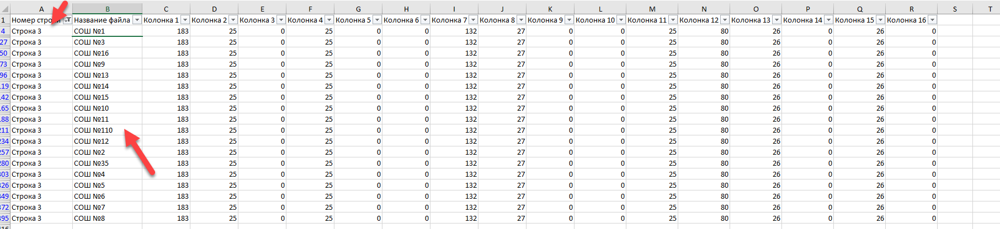 A B C D E F G H I J K L M N O P Q R S T
1 Номер строки Название файла Колонка 1 Колонка 2 Колонка 3 Колонка 4 Колонка 5 Колонка 6 Колонка 7 Колонка 8 Колонка 9 Колонка 10 Колонка 11 Колонка 12 Колонка 13 Колонка 14 Колонка 15 Колонка 16
4 Строка 3 СОШ №1 183 25 0 25 0 0 132 27 0 0 25 80 26 0 26 0
27 Строка 3 СОШ №3 183 25 0 25 0 0 132 27 0 0 25 80 26 0 26 0
50 Строка 3 СОШ №16 183 25 0 25 0 0 132 27 0 0 25 80 26 0 26 0
73 Строка 3 СОШ №9 183 25 0 25 0 0 132 27 0 0 25 80 26 0 26 0
96 Строка 3 СОШ №13 183 25 0 25 0 0 132 27 0 0 25 80 26 0 26 0
119 Строка 3 СОШ №14 183 25 0 25 0 0 132 27 0 0 25 80 26 0 26 0
142 Строка 3 СОШ №15 183 25 0 25 0 0 132 27 0 0 25 80 26 0 26 0
165 Строка 3 СОШ №10 183 25 0 25 0 0 132 27 0 0 25 80 26 0 26 0
188 Строка 3 СОШ №11 183 25 0 25 0 0 132 27 0 0 25 80 26 0 26 0
211 Строка 3 СОШ №110 183 25 0 25 0 0 132 27 0 0 25 80 26 0 26 0
234 Строка 3 СОШ №12 183 25 0 25 0 0 132 27 0 0 25 80 26 0 26 0
257 Строка 3 СОШ №2 183 25 0 25 0 0 132 27 0 0 25 80 26 0 26 0
280 Строка 3 СОШ №35 183 25 0 25 0 0 132 27 0 0 25 80 26 0 26 0
303 Строка 3 СОШ №4 183 25 0 25 0 0 132 27 0 0 25 80 26 0 26 0
326 Строка 3 СОШ №5 183 25 0 25 0 0 132 27 0 0 25 80 26 0 26 0
349 Строка 3 СОШ №6 183 25 0 25 0 0 132 27 0 0 25 80 26 0 26 0
372 Строка 3 СОШ №7 183 25 0 25 0 0 132 27 0 0 25 80 26 0 26 0
395 Строка 3 СОШ №8 183 25 0 25 0 0 132 27 0 0 25 80 26 0 26 0